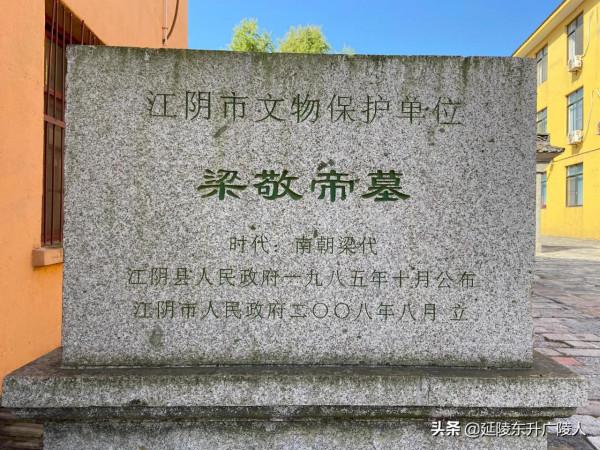 江阴市文物保护单位
梁敬帝墓
时代：南朝梁代
江阴县人民政府一九八五年十月公布
江阴市人民政府二〇〇八年八月 立
头条 @延陵东升广陵人